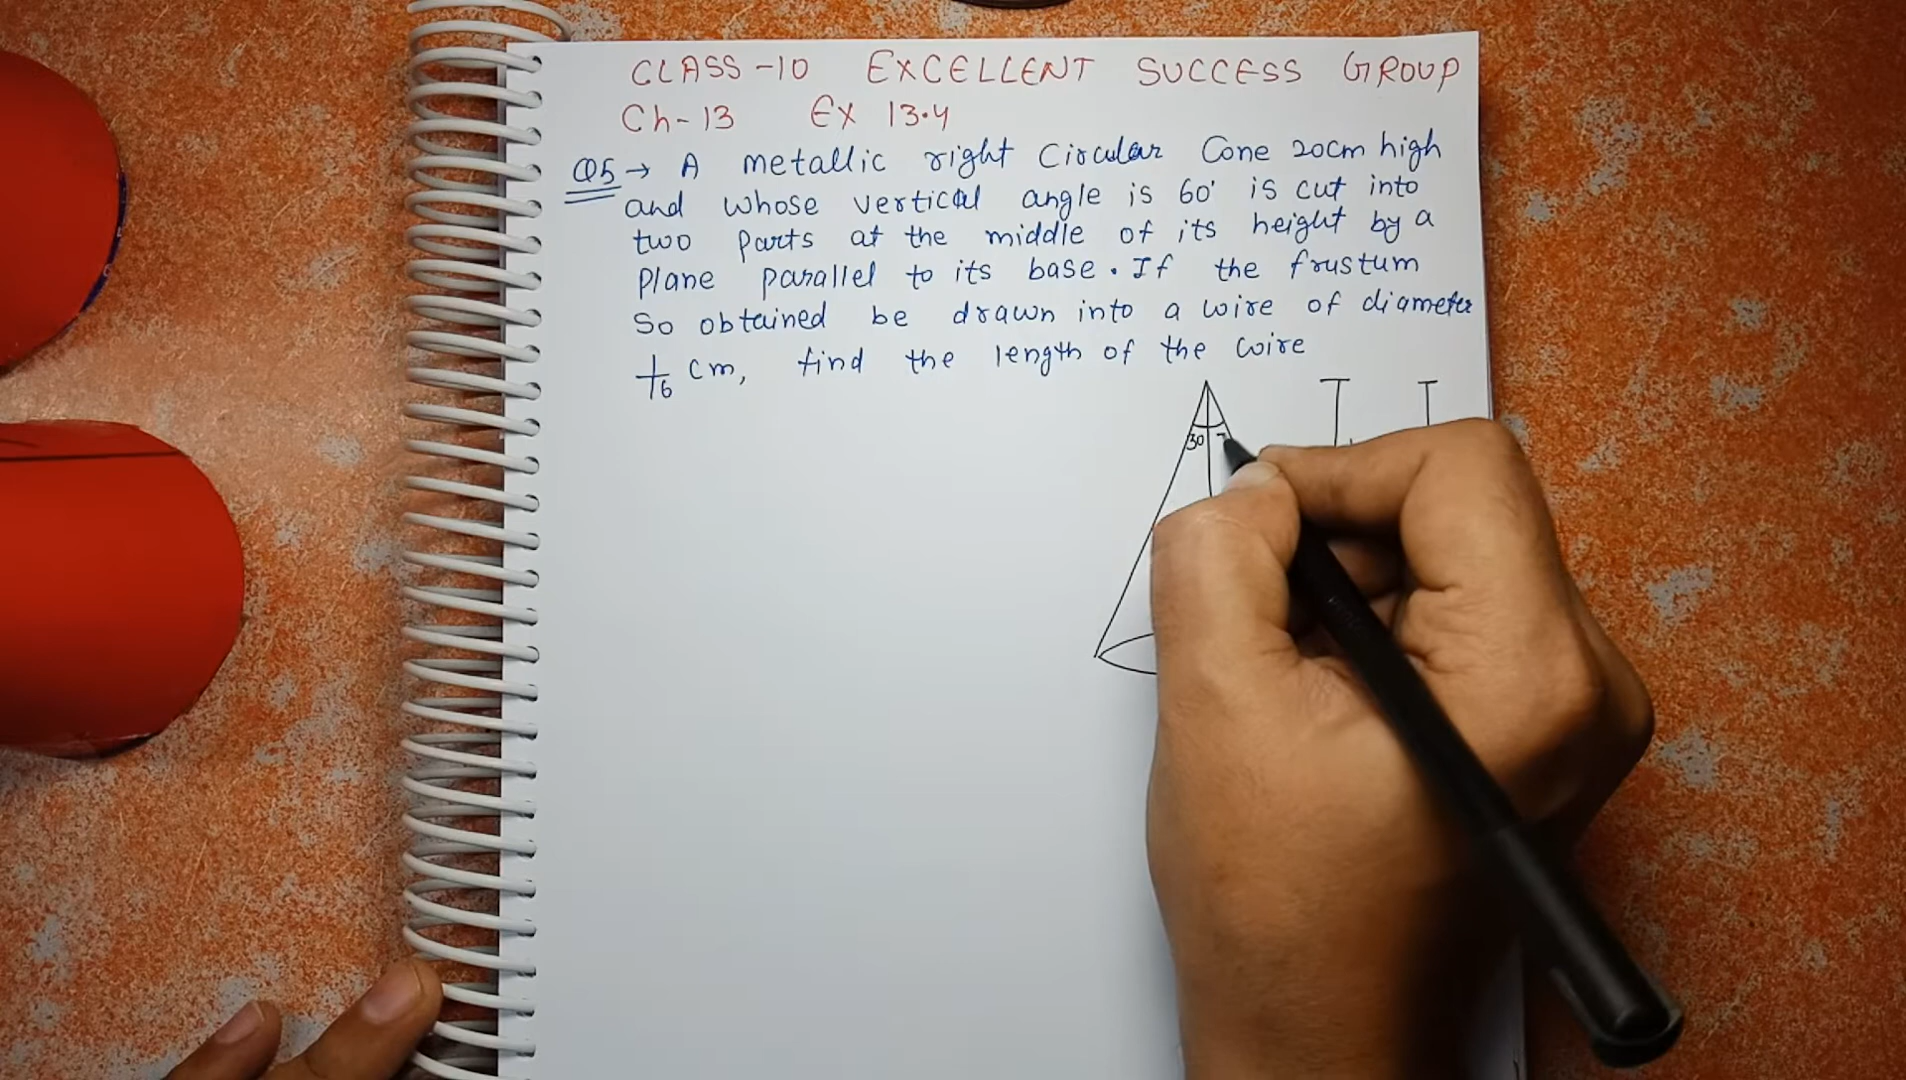 CLASS-10 EXCELLENT SUCCESS GROUP
Ch-13 Ex 13.4
Q5→ A metallic right Circular Cone 20cm high
and whose vertical angle is 60° is cut into
two parts at the middle of its height by a
Plane parallel to its base. If the frustum
So obtained be drawn into a wire of diameter
1/16 cm, find the length of the wire
30